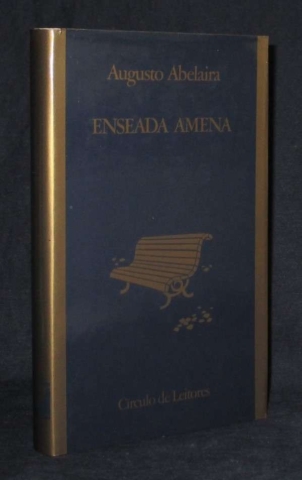 Augusto Abelaira
ENSEADA AMENA
Círculo de Leitores